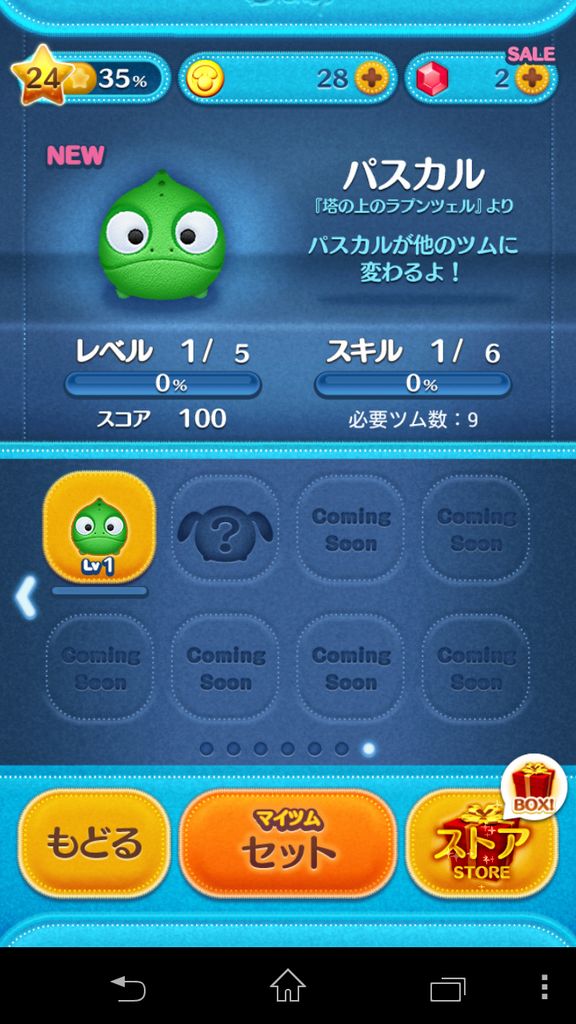 SALE
24 35% 28 2
NEW
パスカル
『塔の上のラプンツェル』より
パスカルが他のツムに
変わるよ！
レベル 1/ 5
スキル 1/ 6
0%
0%
スコア 100
必要ツム数：9
Lv 1
?
Coming
Soon
Coming
Soon
Coming
Soon
Coming
Soon
Coming
Soon
Coming
Soon
BOX!
もどる
マイツム
セット
ストア
STORE